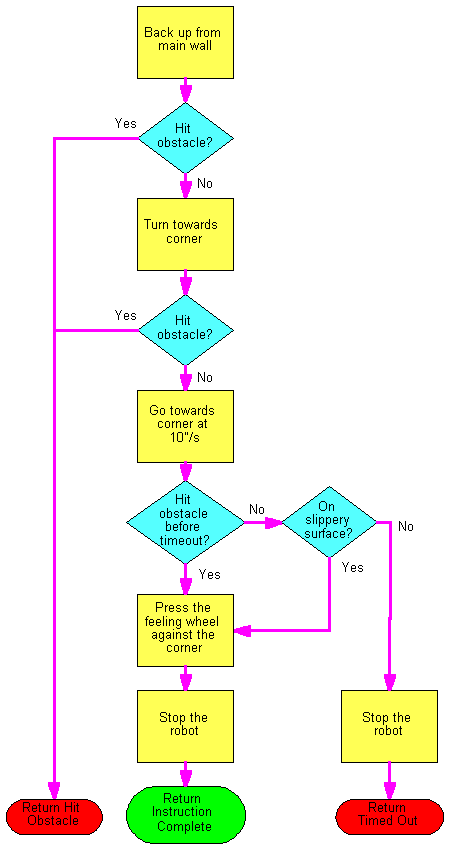 Back up from
main wall
Yes
Hit
obstacle?
No
Turn towards
corner
Yes
Hit
obstacle?
No
Go towards
corner at
10"/s
Hit
obstacle
before
timeout?
No
On
slippery
surface?
No
Yes
Yes
Press the
feeling wheel
against the
corner
Stop the
robot
Stop the
robot
Return Hit
Obstacle
Return
Instruction
Complete
Return
Timed Out